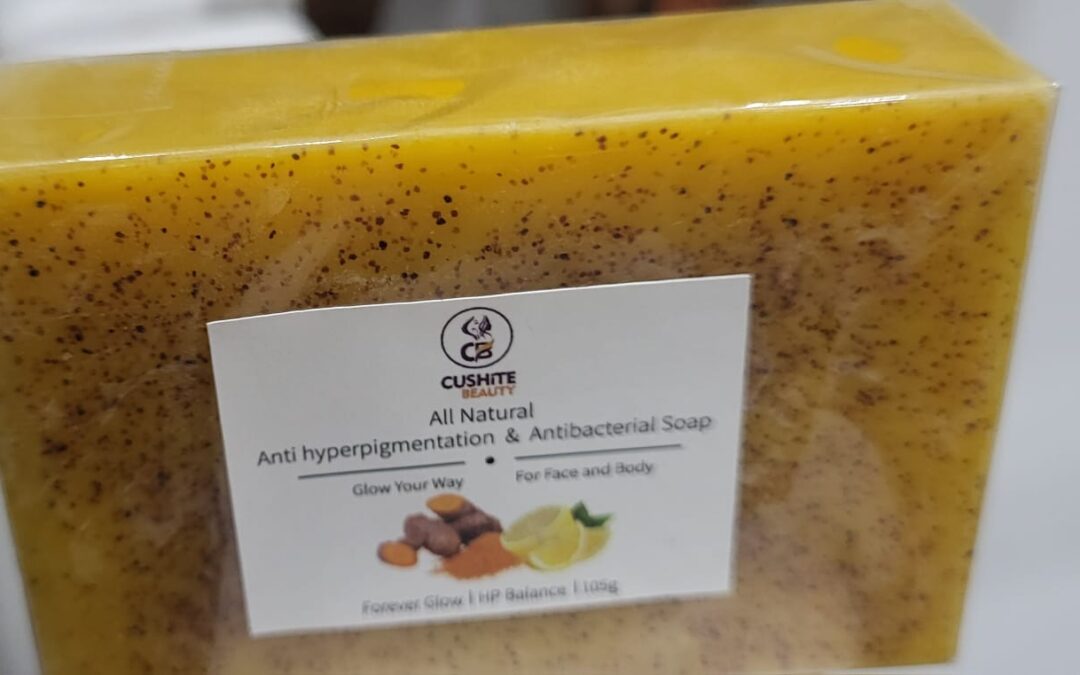 CB
CUSHITE
BEAUTY
All Natural
Anti hyperpigmentation & Antibacterial Soap
Glow Your Way
For Face and Body
Forever Glow | HP Balance | 105g